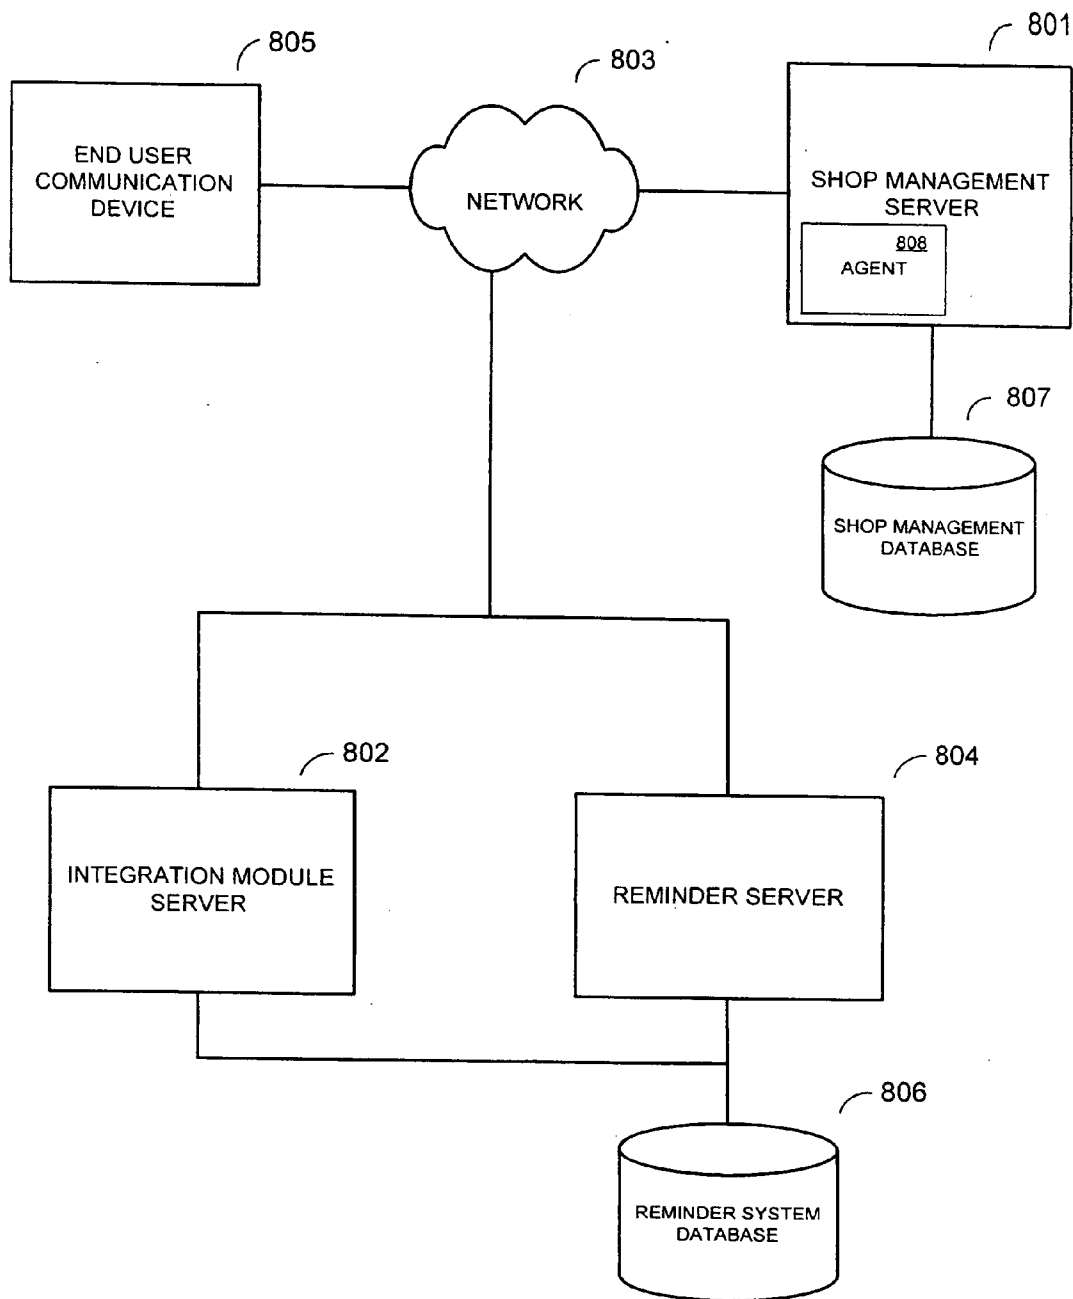 801
805
803
END USER
COMMUNICATION
DEVICE
NETWORK
SHOP MANAGEMENT
SERVER
808
AGENT
807
SHOP MANAGEMENT
DATABASE
802
804
INTEGRATION MODULE
SERVER
REMINDER SERVER
806
REMINDER SYSTEM
DATABASE